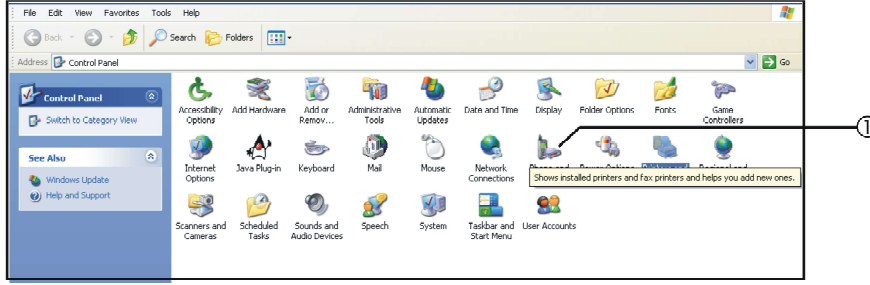 File Edit View Favorites Tools Help
Back Search Folders
Address Control Panel Go
Control Panel
Switch to Category View
See Also
Windows Update
Help and Support
Accessibility Options
Add Hardware
Add or Remov...
Administrative Tools
Automatic Updates
Date and Time
Display
Folder Options
Fonts
Game Controllers
Internet Options
Java Plug-in
Keyboard
Mail
Mouse
Network Connections
Shows installed printers and fax printers and helps you add new ones.
Scanners and Cameras
Scheduled Tasks
Sounds and Audio Devices
Speech
System
Taskbar and Start Menu
User Accounts
1